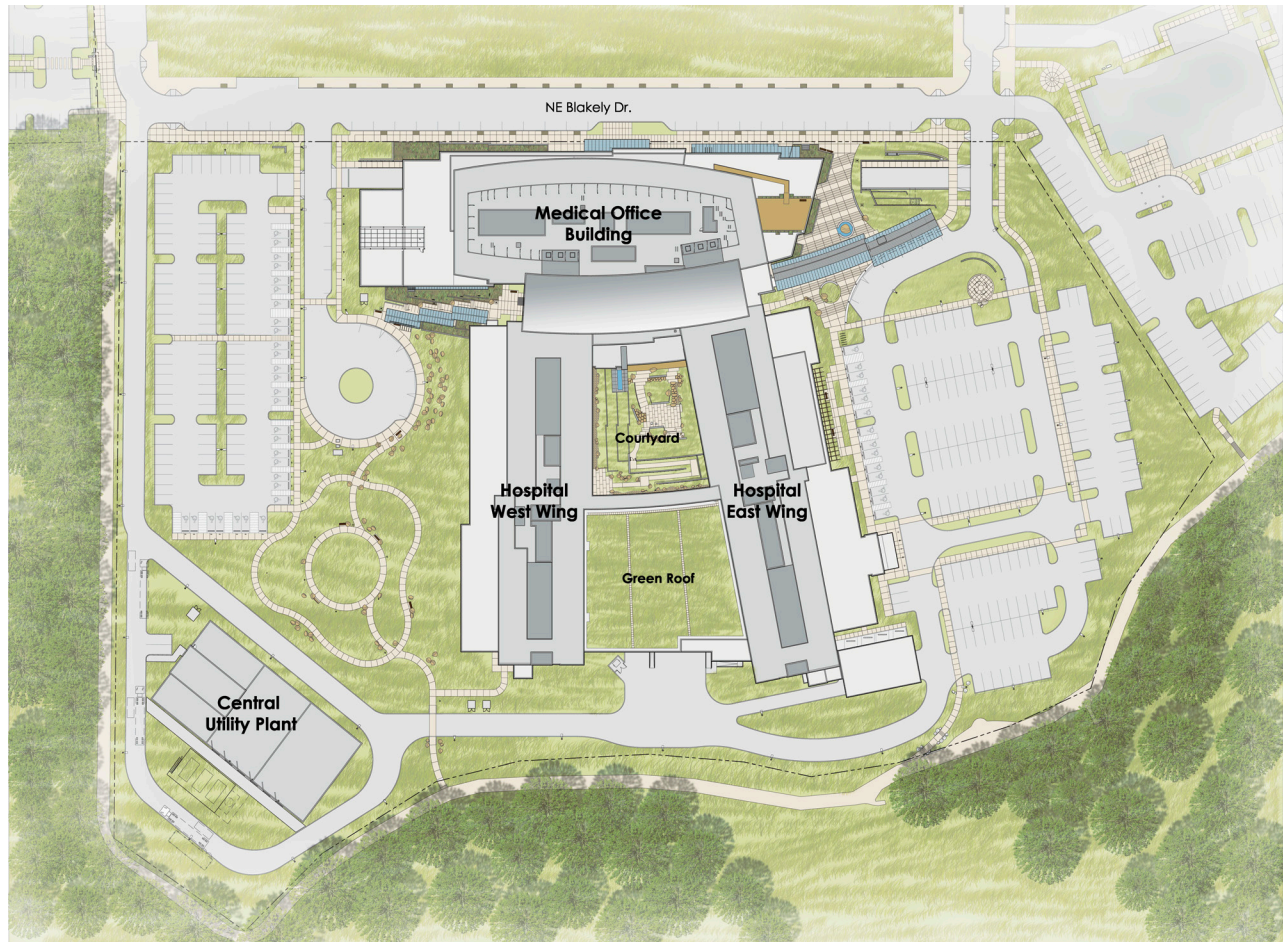 NE Blakely Dr.
Medical Office
Building
Courtyard
Hospital
West Wing
Hospital
East Wing
Green Roof
Central
Utility Plant